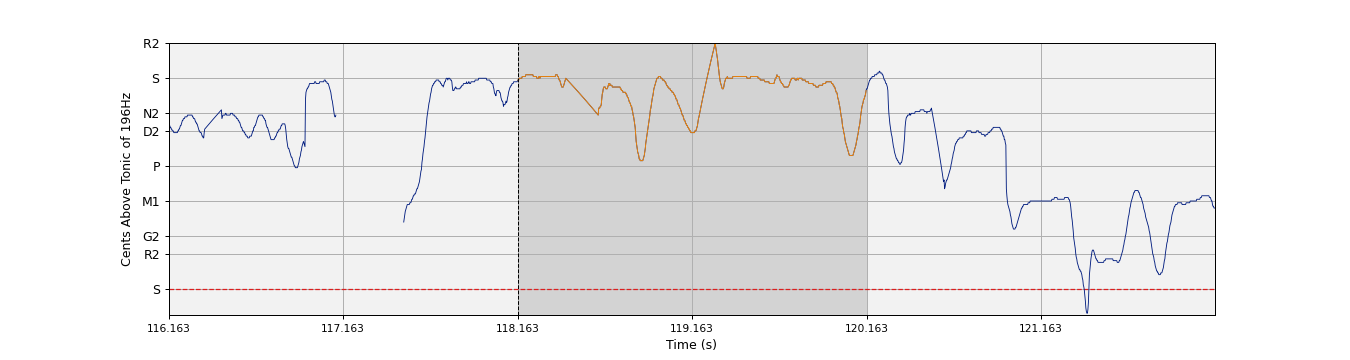 Cents Above Tonic of 196Hz
R2
S
N2
D2
P
M1
G2
R2
S
116.163 117.163 118.163 119.163 120.163 121.163
Time (s)